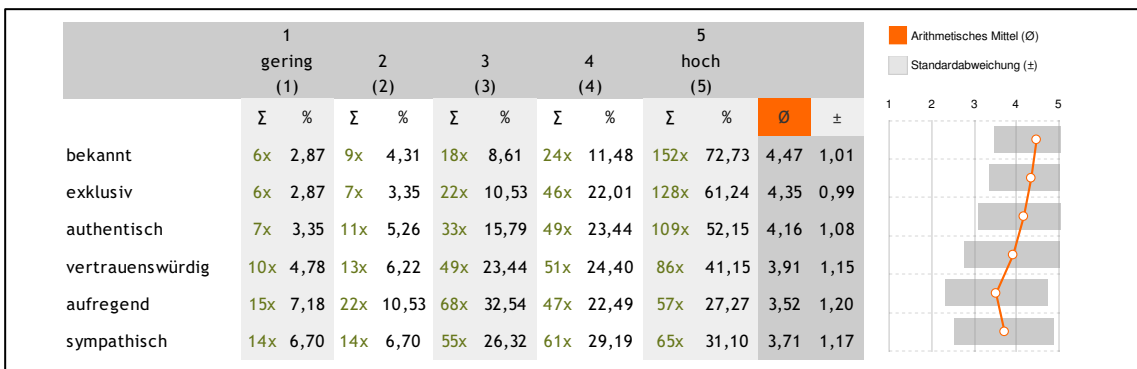 1 5
gering 2 3 4 hoch
(1) (2) (3) (4) (5)
Σ % Σ % Σ % Σ % Σ % Ø ±
bekannt 6x 2,87 9x 4,31 18x 8,61 24x 11,48 152x 72,73 4,47 1,01
exklusiv 6x 2,87 7x 3,35 22x 10,53 46x 22,01 128x 61,24 4,35 0,99
authentisch 7x 3,35 11x 5,26 33x 15,79 49x 23,44 109x 52,15 4,16 1,08
vertrauenswürdig 10x 4,78 13x 6,22 49x 23,44 51x 24,40 86x 41,15 3,91 1,15
aufregend 15x 7,18 22x 10,53 68x 32,54 47x 22,49 57x 27,27 3,52 1,20
sympathisch 14x 6,70 14x 6,70 55x 26,32 61x 29,19 65x 31,10 3,71 1,17
Arithmetisches Mittel (Ø)
Standardabweichung (±)
1 2 3 4 5